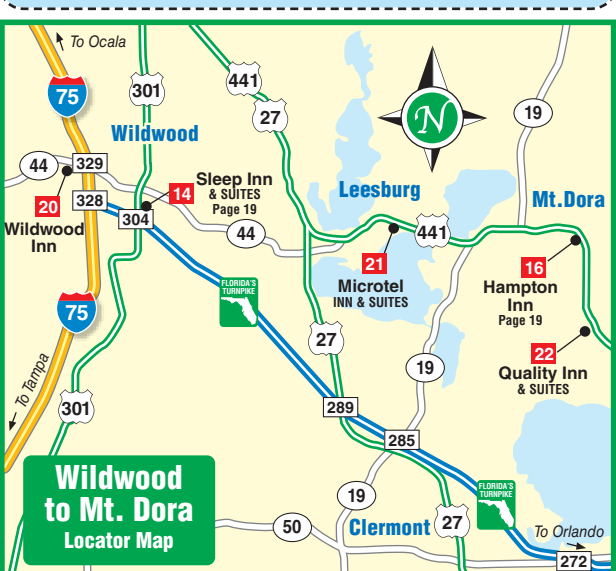 To Ocala
441
75
301
27
19
Wildwood
44
329
Sleep Inn
& SUITES
Page 19
14
Leesburg
Mt.Dora
20
328
304
Wildwood
Inn
44
441
N
21
Microtel
INN & SUITES
16
Hampton
Inn
Page 19
FLORIDA'S
TURNPIKE
75
27
22
Quality Inn
& SUITES
To Tampa
301
19
289
285
Wildwood
to Mt. Dora
Locator Map
19
50
Clermont
27
FLORIDA'S
TURNPIKE
To Orlando
272